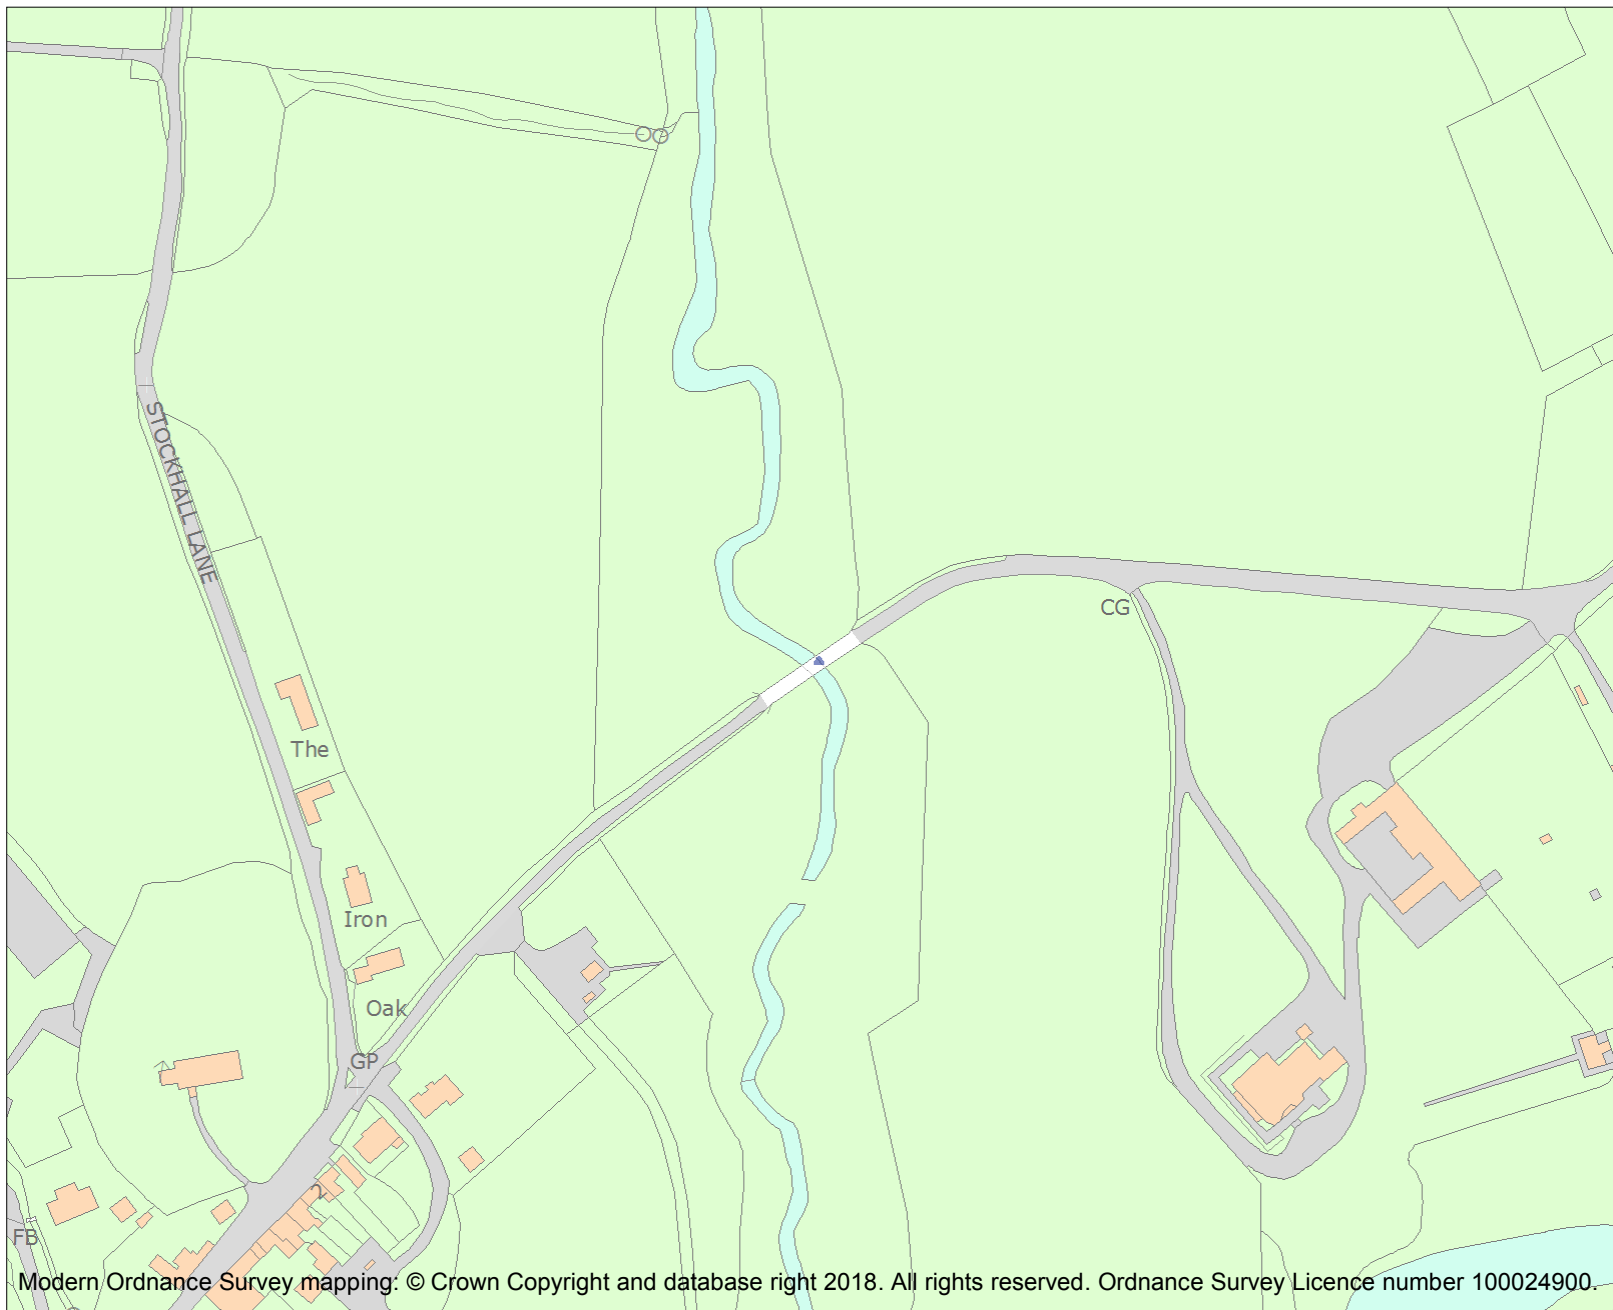 STOCKHALL LANE
CG
The
Iron
Oak
GP
2
FB
Modern Ordnance Survey mapping: © Crown Copyright and database right 2018. All rights reserved. Ordnance Survey Licence number 100024900.